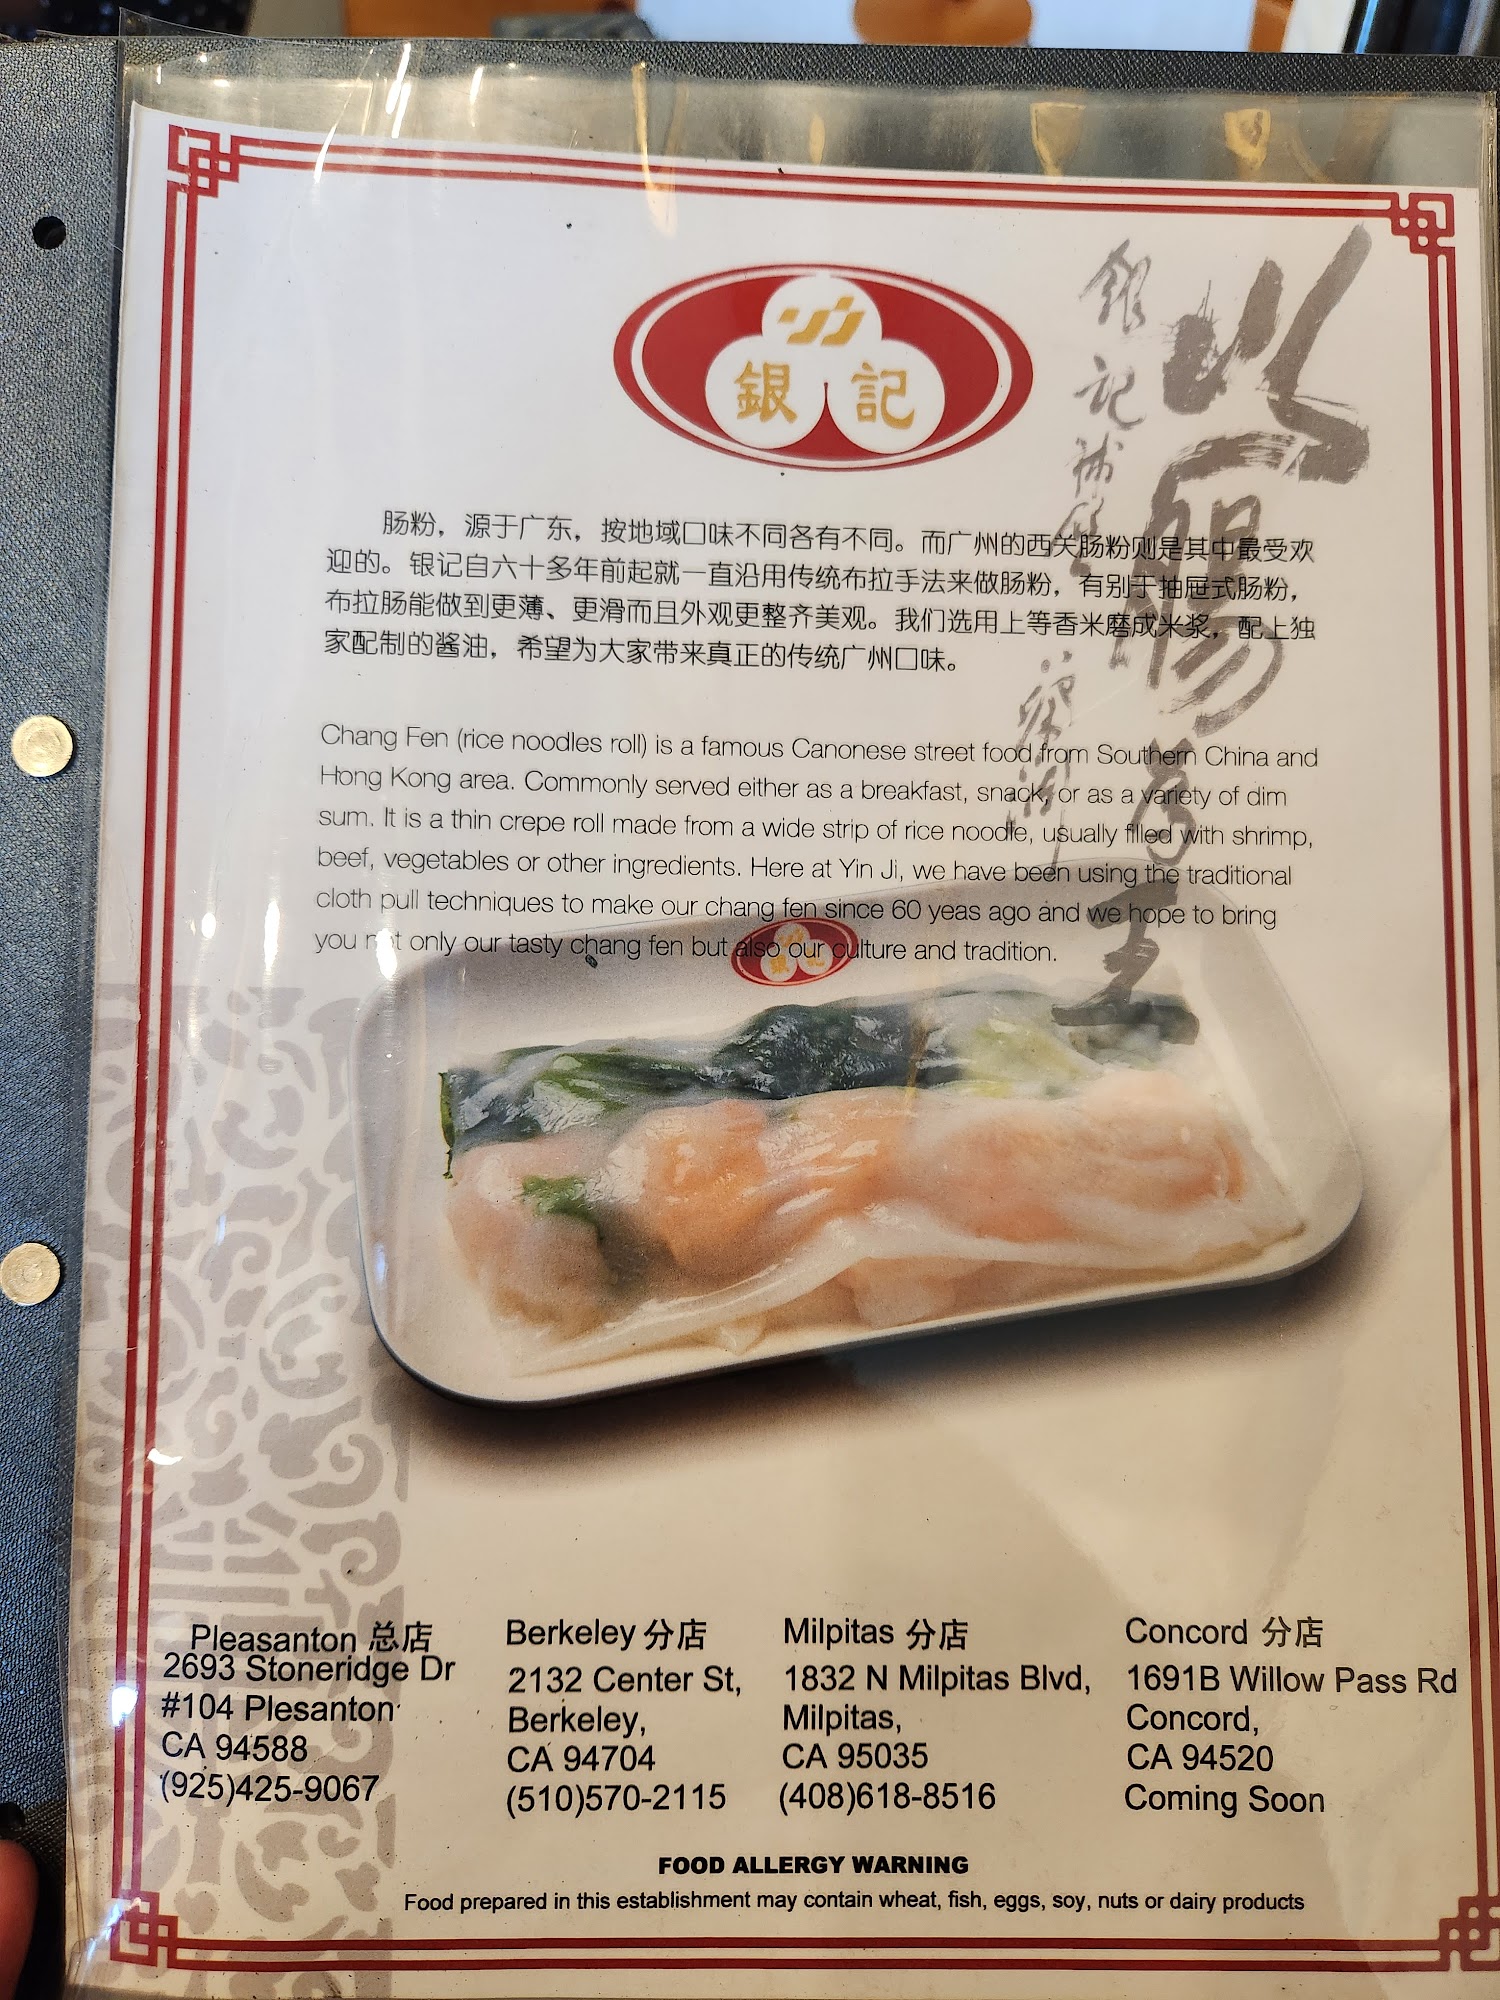 銀 記
肠粉，源于广东，按地域口味不同各有不同。而广州的西关肠粉则是其中最受欢
迎的。银记自六十多年前起就一直沿用传统布拉手法来做肠粉，有别于抽屉式肠粉，
布拉肠能做到更薄、更滑而且外观更整齐美观。我们选用上等香米磨成米浆，配上独
家配制的酱油，希望为大家带来真正的传统广州口味。
Chang Fen (rice noodles roll) is a famous Canonese street food from Southern China and
Hong Kong area. Commonly served either as a breakfast, snack, or as a variety of dim
sum. It is a thin crepe roll made from a wide strip of rice noodle, usually filled with shrimp,
beef, vegetables or other ingredients. Here at Yin Ji, we have been using the traditional
cloth pull techniques to make our chang fen since 60 yeas ago and we hope to bring
you not only our tasty chang fen but also our culture and tradition.
以腸为王
銀記
銀記
Pleasanton 总店
2693 Stoneridge Dr
#104 Plesanton
CA 94588
(925)425-9067
Berkeley 分店
2132 Center St,
Berkeley,
CA 94704
(510)570-2115
Milpitas 分店
1832 N Milpitas Blvd,
Milpitas,
CA 95035
(408)618-8516
Concord 分店
1691B Willow Pass Rd
Concord,
CA 94520
Coming Soon
FOOD ALLERGY WARNING
Food prepared in this establishment may contain wheat, fish, eggs, soy, nuts or dairy products